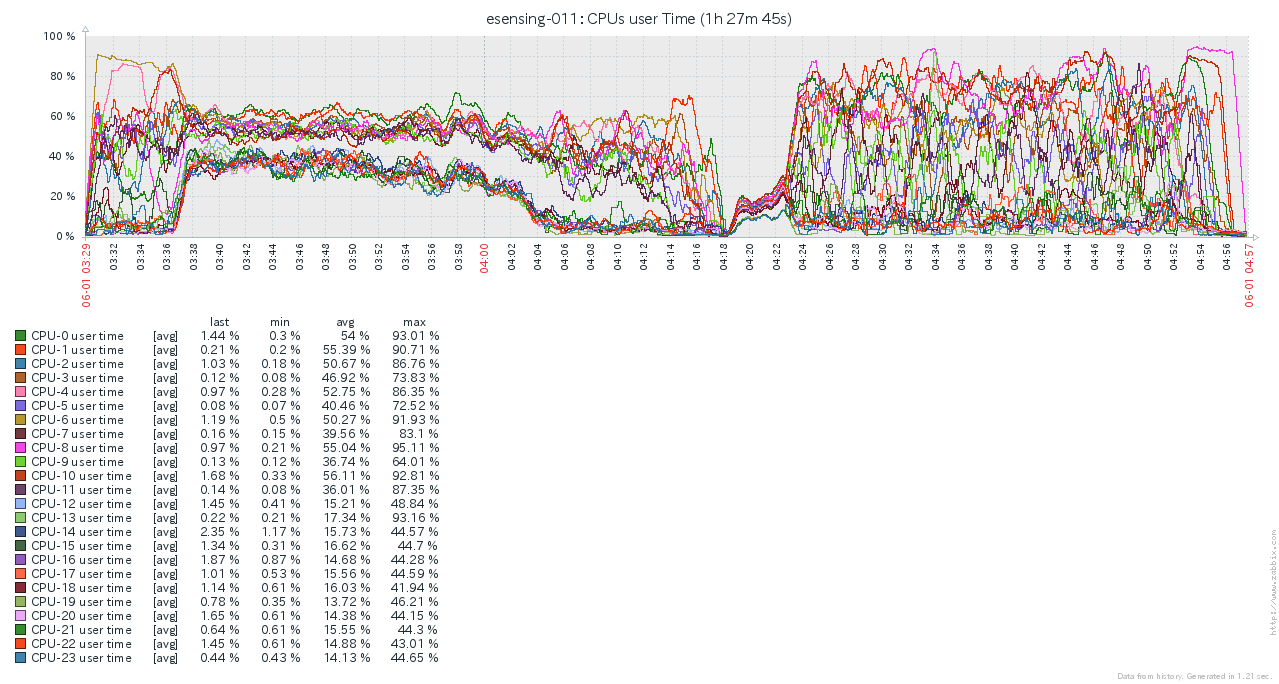 esensing-011: CPUs user Time (1h 27m 45s)
100 %
80 %
60 %
40 %
20 %
0 %
06-01 03:29
03:32
03:34
03:36
03:38
03:40
03:42
03:44
03:46
03:48
03:50
03:52
03:54
03:56
03:58
04:00
04:02
04:04
04:06
04:08
04:10
04:12
04:14
04:16
04:18
04:20
04:22
04:24
04:26
04:28
04:30
04:32
04:34
04:36
04:38
04:40
04:42
04:44
04:46
04:48
04:50
04:52
04:54
04:56
06-01 04:57
last min avg max
CPU-0 user time [avg] 1.44 % 0.3 % 54 % 93.01 %
CPU-1 user time [avg] 0.21 % 0.2 % 55.39 % 90.71 %
CPU-2 user time [avg] 1.03 % 0.18 % 50.67 % 86.76 %
CPU-3 user time [avg] 0.12 % 0.08 % 46.92 % 73.83 %
CPU-4 user time [avg] 0.97 % 0.28 % 52.75 % 86.35 %
CPU-5 user time [avg] 0.08 % 0.07 % 40.46 % 72.52 %
CPU-6 user time [avg] 1.19 % 0.5 % 50.27 % 91.93 %
CPU-7 user time [avg] 0.16 % 0.15 % 39.56 % 83.1 %
CPU-8 user time [avg] 0.97 % 0.21 % 55.04 % 95.11 %
CPU-9 user time [avg] 0.13 % 0.12 % 36.74 % 64.01 %
CPU-10 user time [avg] 1.68 % 0.33 % 56.11 % 92.81 %
CPU-11 user time [avg] 0.14 % 0.08 % 36.01 % 87.35 %
CPU-12 user time [avg] 1.45 % 0.41 % 15.21 % 48.84 %
CPU-13 user time [avg] 0.22 % 0.21 % 17.34 % 93.16 %
CPU-14 user time [avg] 2.35 % 1.17 % 15.73 % 44.57 %
CPU-15 user time [avg] 1.34 % 0.31 % 16.62 % 44.7 %
CPU-16 user time [avg] 1.87 % 0.87 % 14.68 % 44.28 %
CPU-17 user time [avg] 1.01 % 0.53 % 15.56 % 44.59 %
CPU-18 user time [avg] 1.14 % 0.61 % 16.03 % 41.94 %
CPU-19 user time [avg] 0.78 % 0.35 % 13.72 % 46.21 %
CPU-20 user time [avg] 1.65 % 0.61 % 14.38 % 44.15 %
CPU-21 user time [avg] 0.64 % 0.61 % 15.55 % 44.3 %
CPU-22 user time [avg] 1.45 % 0.61 % 14.88 % 43.01 %
CPU-23 user time [avg] 0.44 % 0.43 % 14.13 % 44.65 %
http://www.zabbix.com
Data from history. Generated in 1.21 sec.